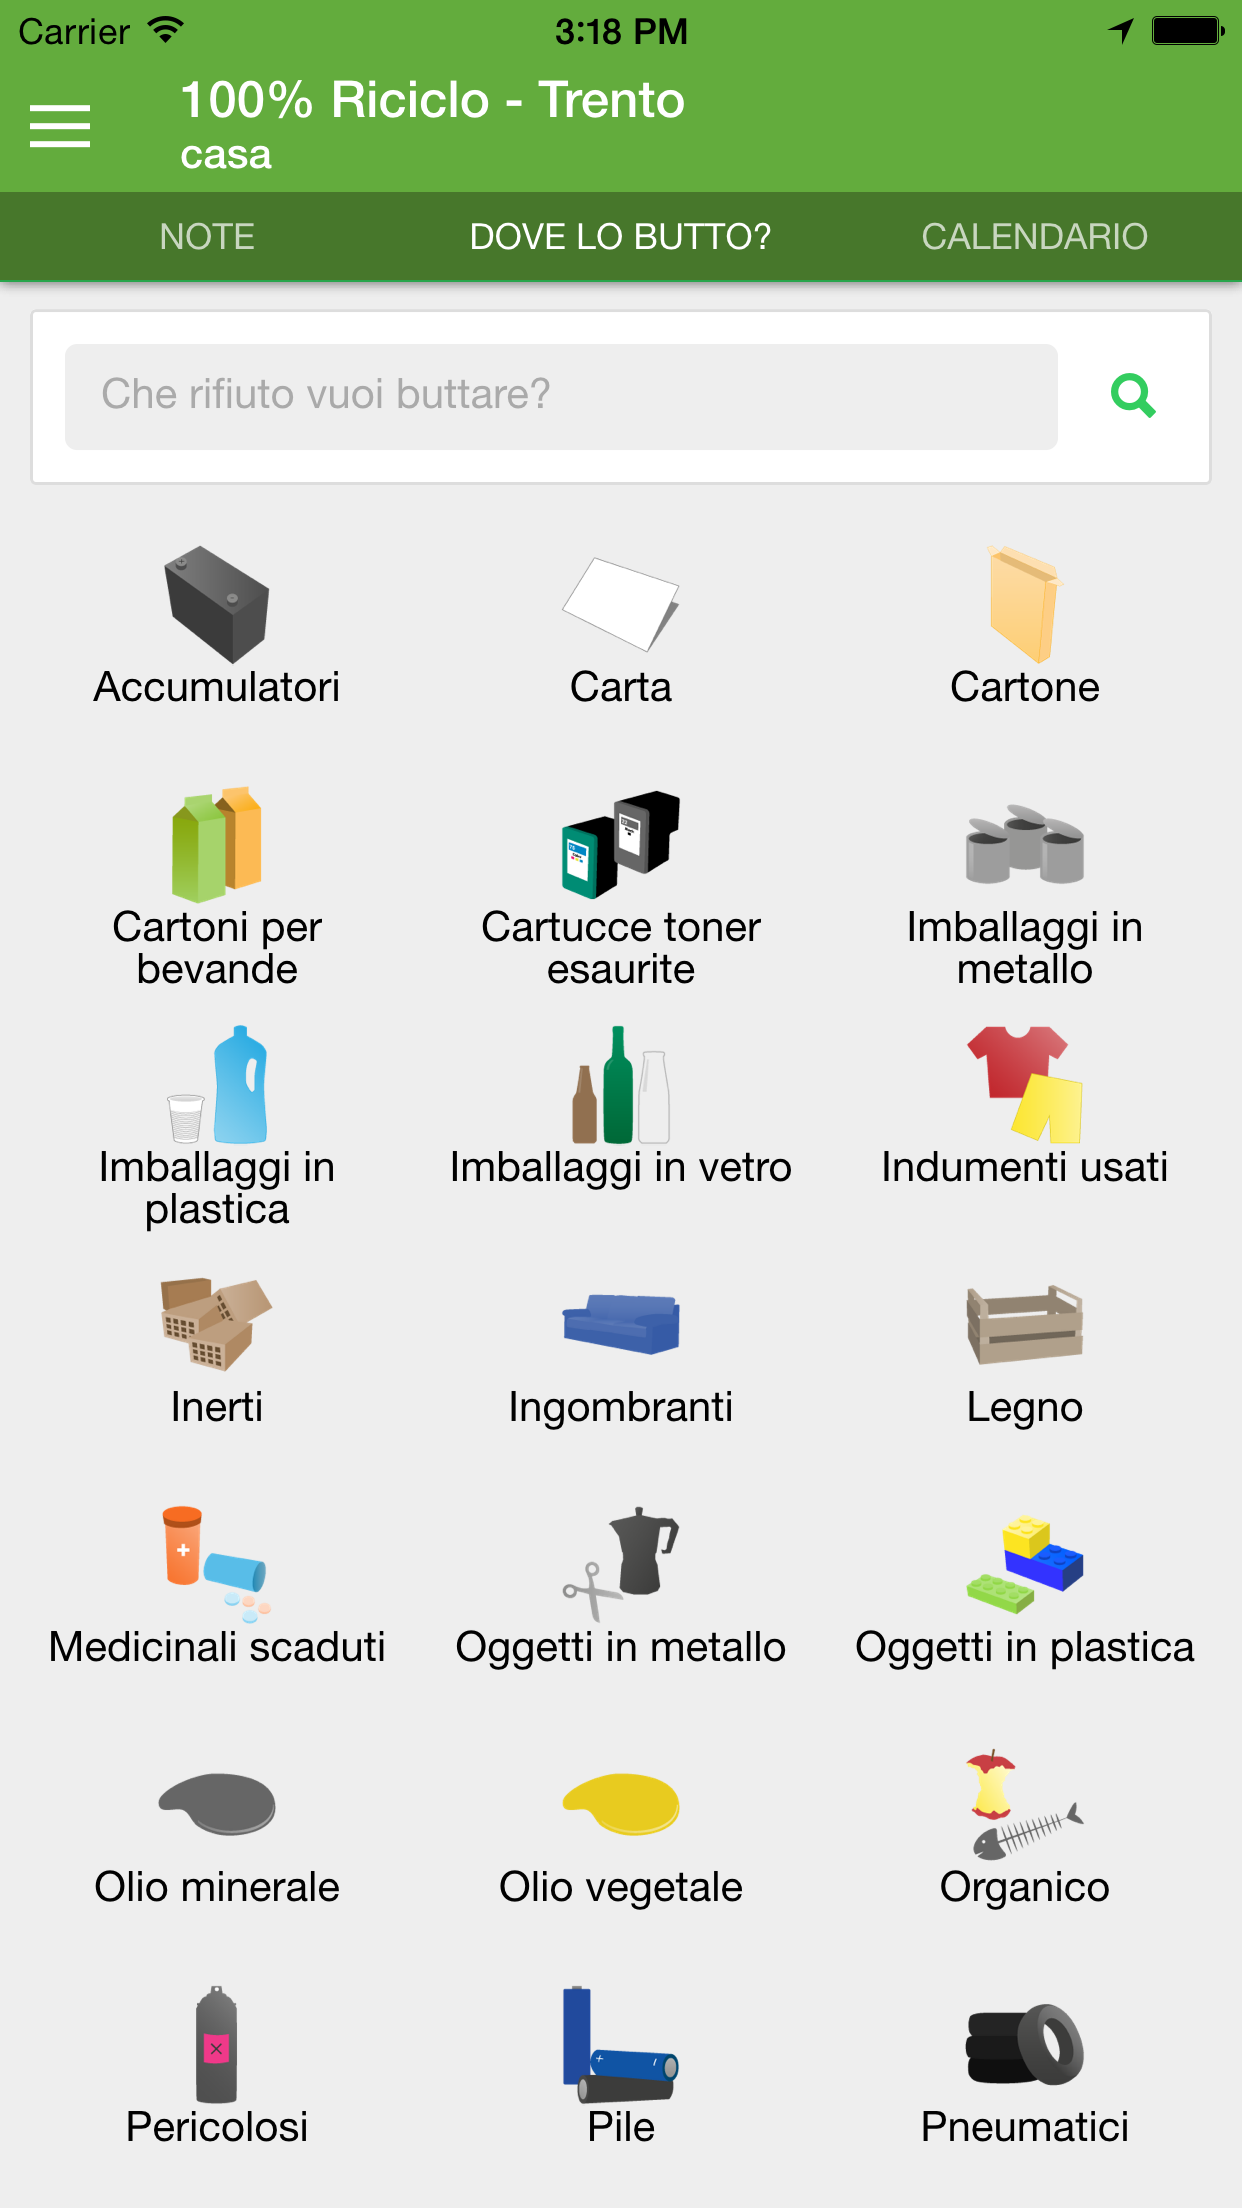 Carrier 3:18 PM
100% Riciclo - Trento
casa
NOTE DOVE LO BUTTO? CALENDARIO
Che rifiuto vuoi buttare?
Accumulatori Carta Cartone
Cartoni per
bevande
Cartucce toner
esaurite
Imballaggi in
metallo
Imballaggi in
plastica
Imballaggi in vetro
Indumenti usati
Inerti Ingombranti Legno
Medicinali scaduti Oggetti in metallo Oggetti in plastica
Olio minerale Olio vegetale Organico
Pericolosi Pile Pneumatici